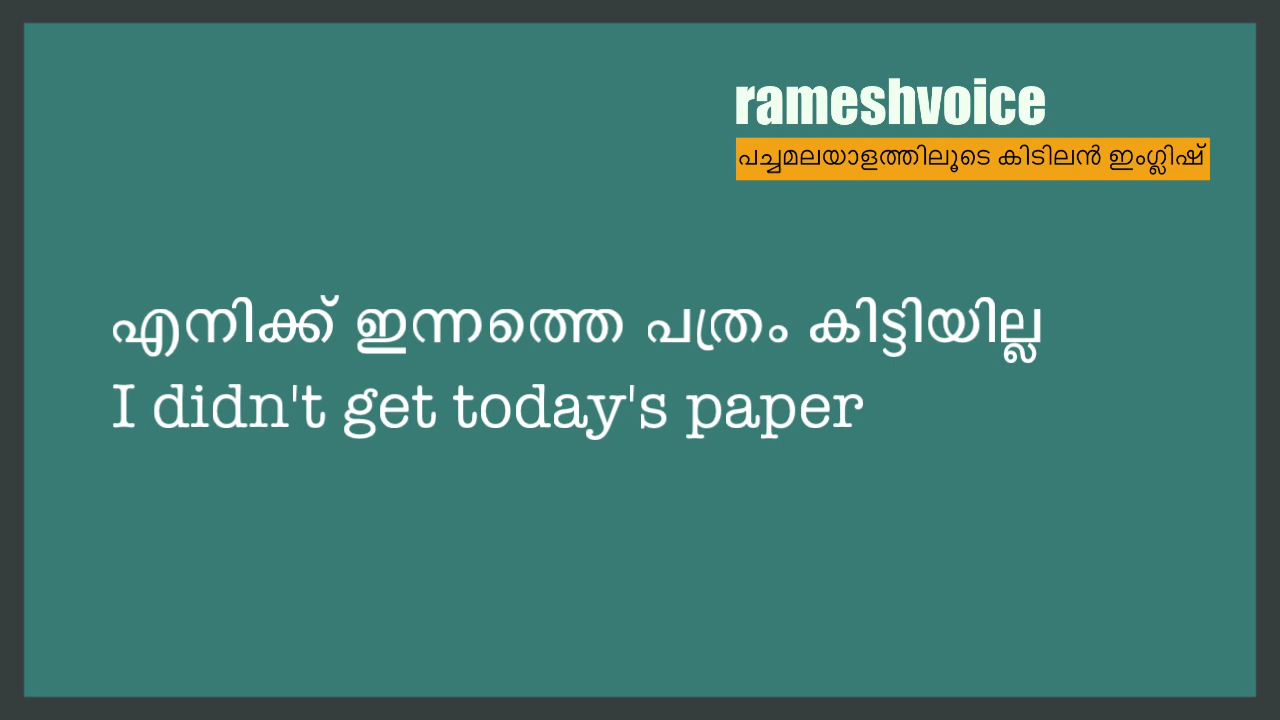 rameshvoice
പച്ചമലയാളത്തിലൂടെ കിടിലൻ ഇംഗ്ലിഷ്
എനിക്ക് ഇന്നത്തെ പത്രം കിട്ടിയില്ല
I didn't get today's paper